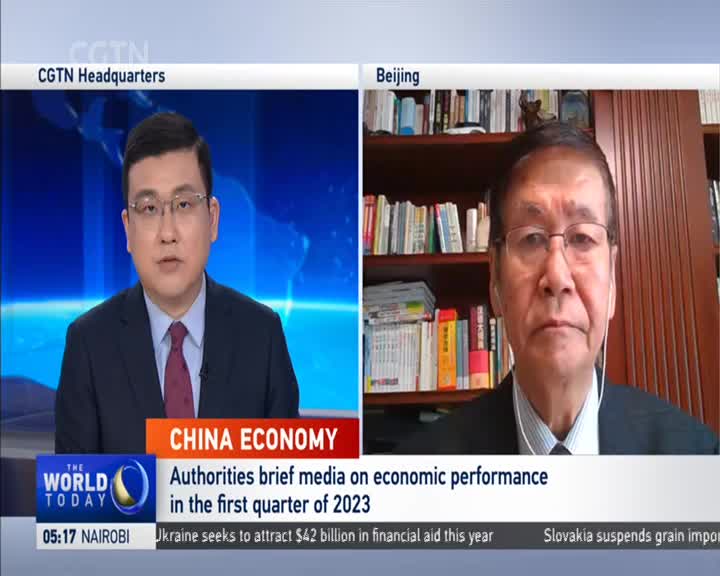 CGTN
CGTN Headquarters
Beijing
CHINA ECONOMY
THE
WORLD
TODAY
Authorities brief media on economic performance
in the first quarter of 2023
05:17 NAIROBI
Ukraine seeks to attract $42 billion in financial aid this year
Slovakia suspends grain impor